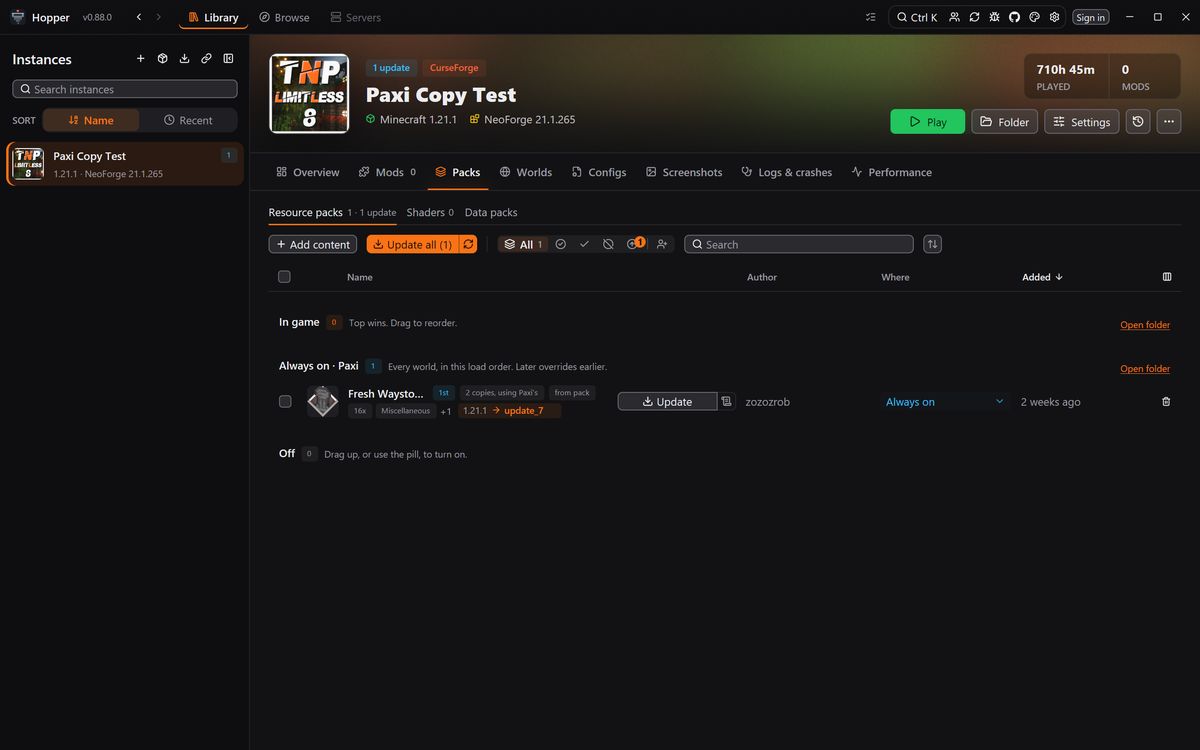 Hopper v0.88.0 Library Browse Servers Ctrl K Sign in
Instances
Search instances
SORT Name Recent
TNP LIMITLESS 8 Paxi Copy Test 1
1.21.1 · NeoForge 21.1.265
TNP
LIMITLESS
8
1 update CurseForge
Paxi Copy Test
Minecraft 1.21.1 NeoForge 21.1.265
710h 45m 0
PLAYED MODS
Play Folder Settings
Overview Mods 0 Packs Worlds Configs Screenshots Logs & crashes Performance
Resource packs 1 · 1 update Shaders 0 Data packs
+ Add content Update all (1) All 1 1 Search
Name Author Where Added
In game 0 Top wins. Drag to reorder. Open folder
Always on · Paxi 1 Every world, in this load order. Later overrides earlier. Open folder
Fresh Waysto... 1st 2 copies, using Paxi's from pack
16x Miscellaneous +1 1.21.1 → update_7
Update zozozrob Always on 2 weeks ago
Off 0 Drag up, or use the pill, to turn on.